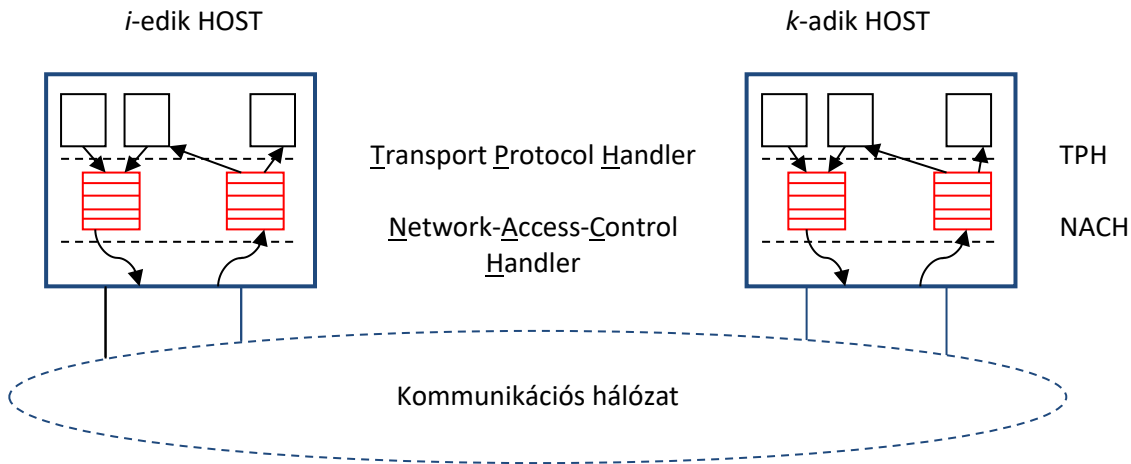 i-edik HOST
k-adik HOST
Transport Protocol Handler
TPH
Network-Access-Control
Handler
NACH
Kommunikációs hálózat